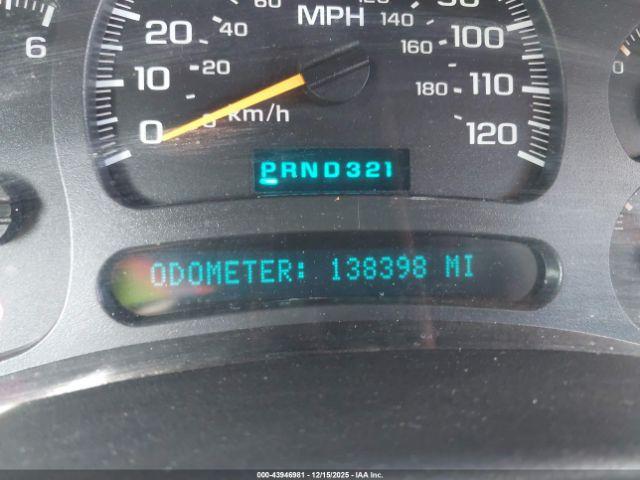 60 120
6 20 40 MPH 140 100
160
10 20 180 110
0 km/h 120
PRND321
ODOMETER: 138398 MI
000-43946981 - 12/15/2025 - IAA Inc.